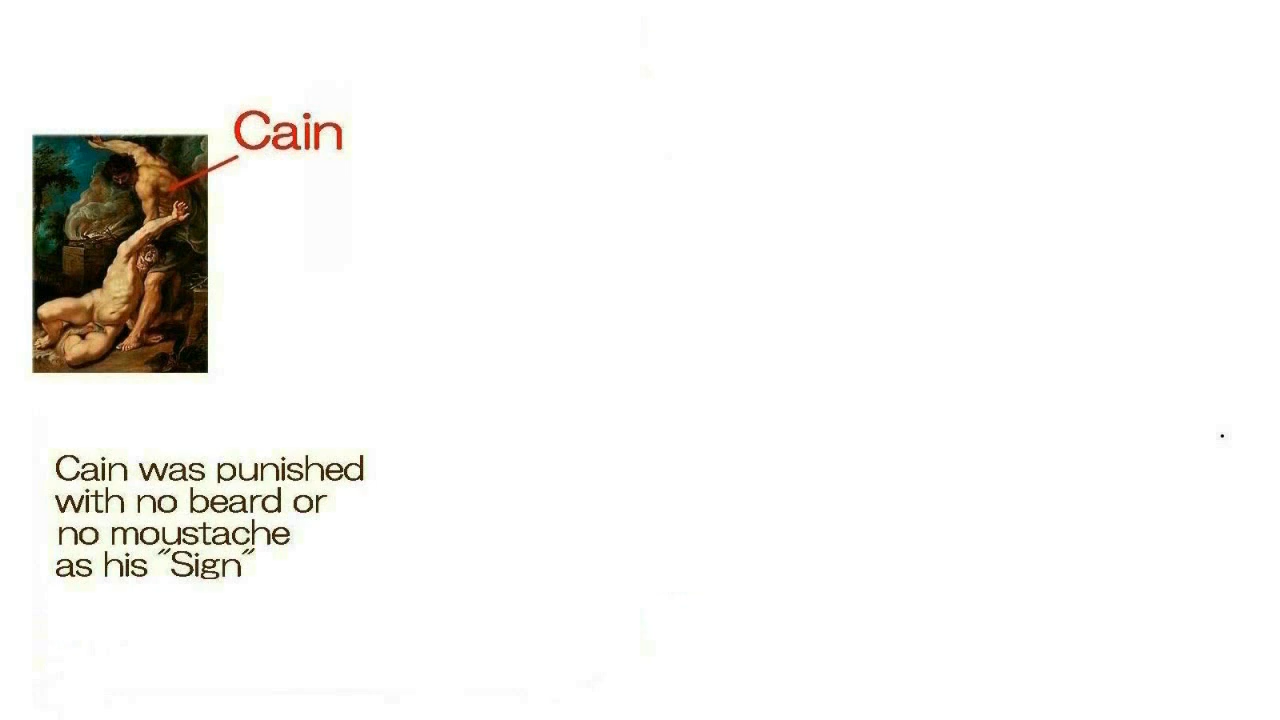 Cain
Cain was punished
with no beard or
no moustache
as his "Sign"